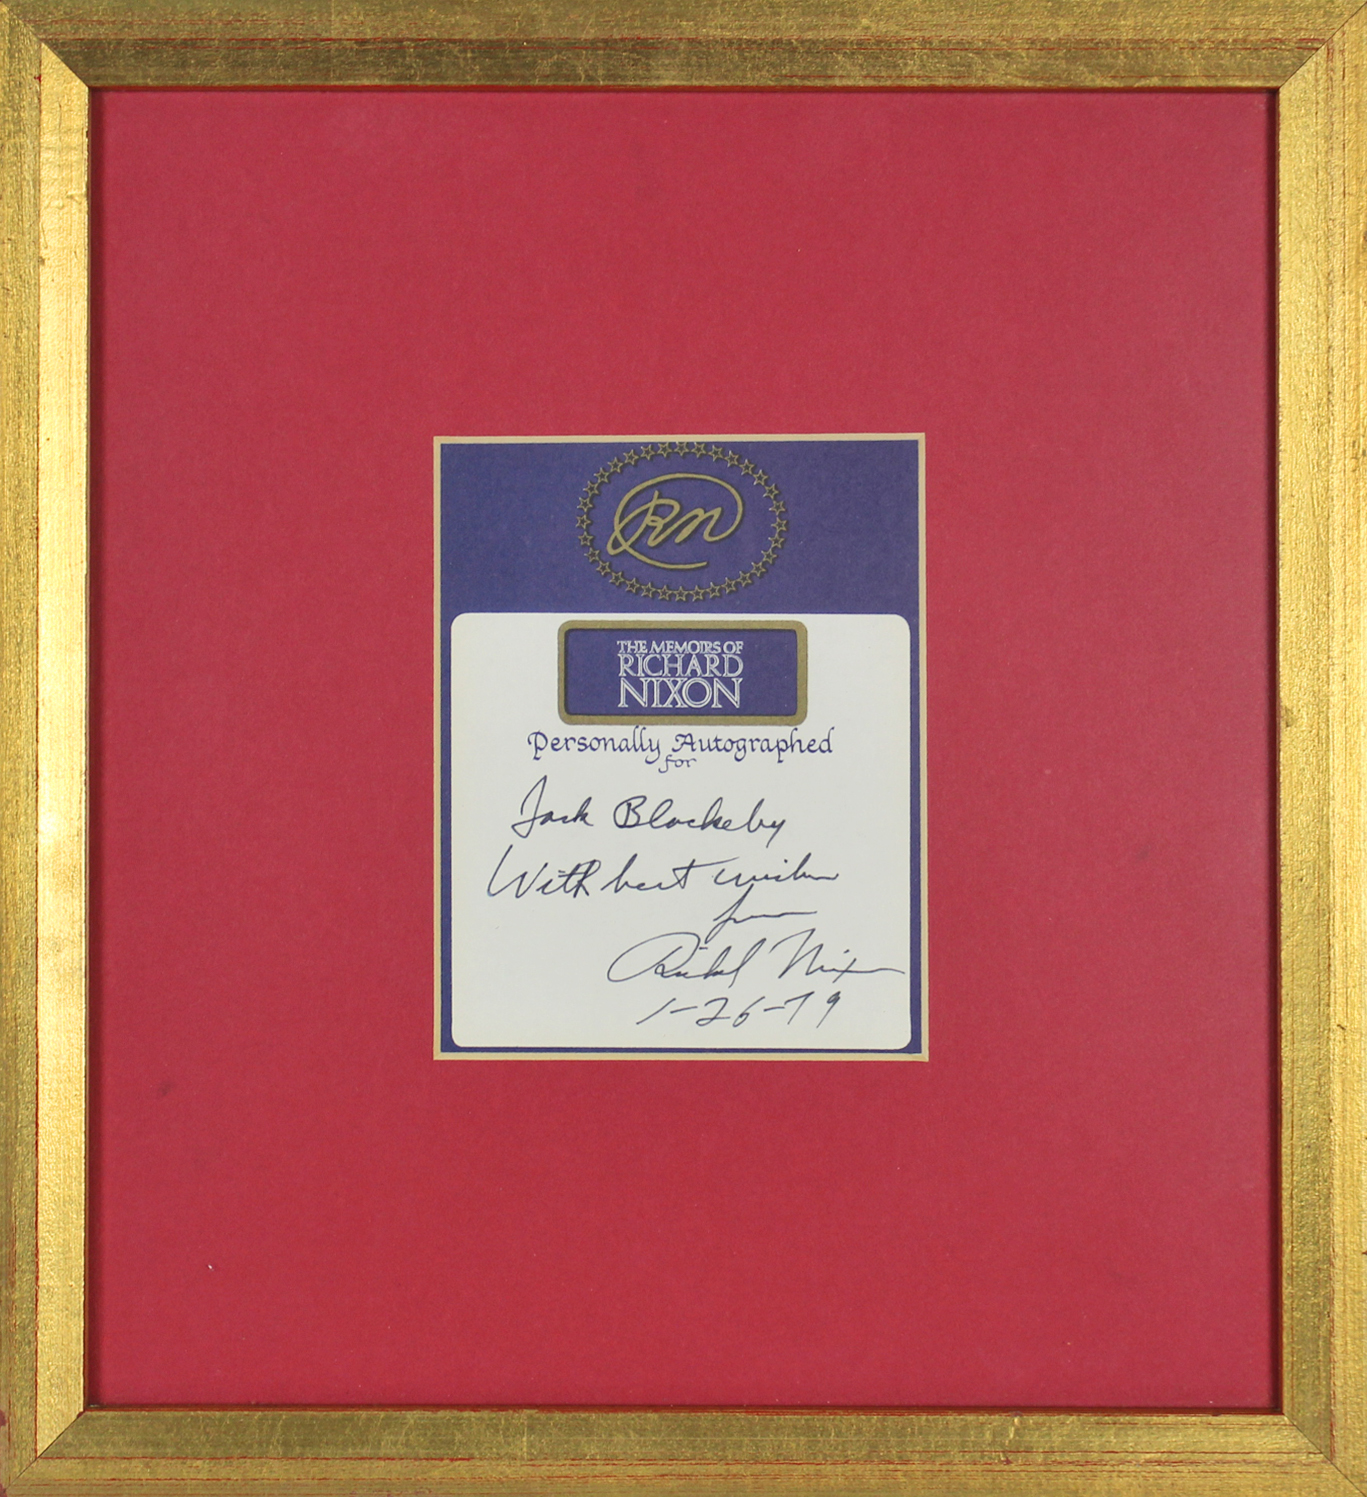 RN
THE MEMOIRS OF
RICHARD
NIXON
Personally Autographed
for
Jack Blockeby
With best wishes
from
Richard Nixon
1-26-79